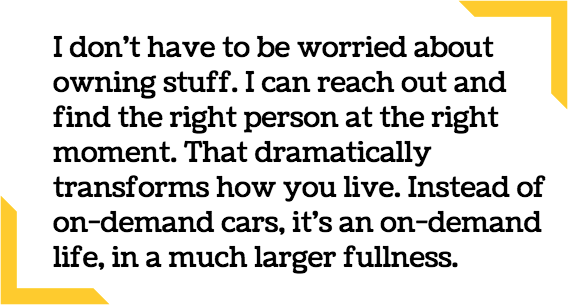 I don’t have to be worried about
owning stuff. I can reach out and
find the right person at the right
moment. That dramatically
transforms how you live. Instead of
on-demand cars, it’s an on-demand
life, in a much larger fullness.